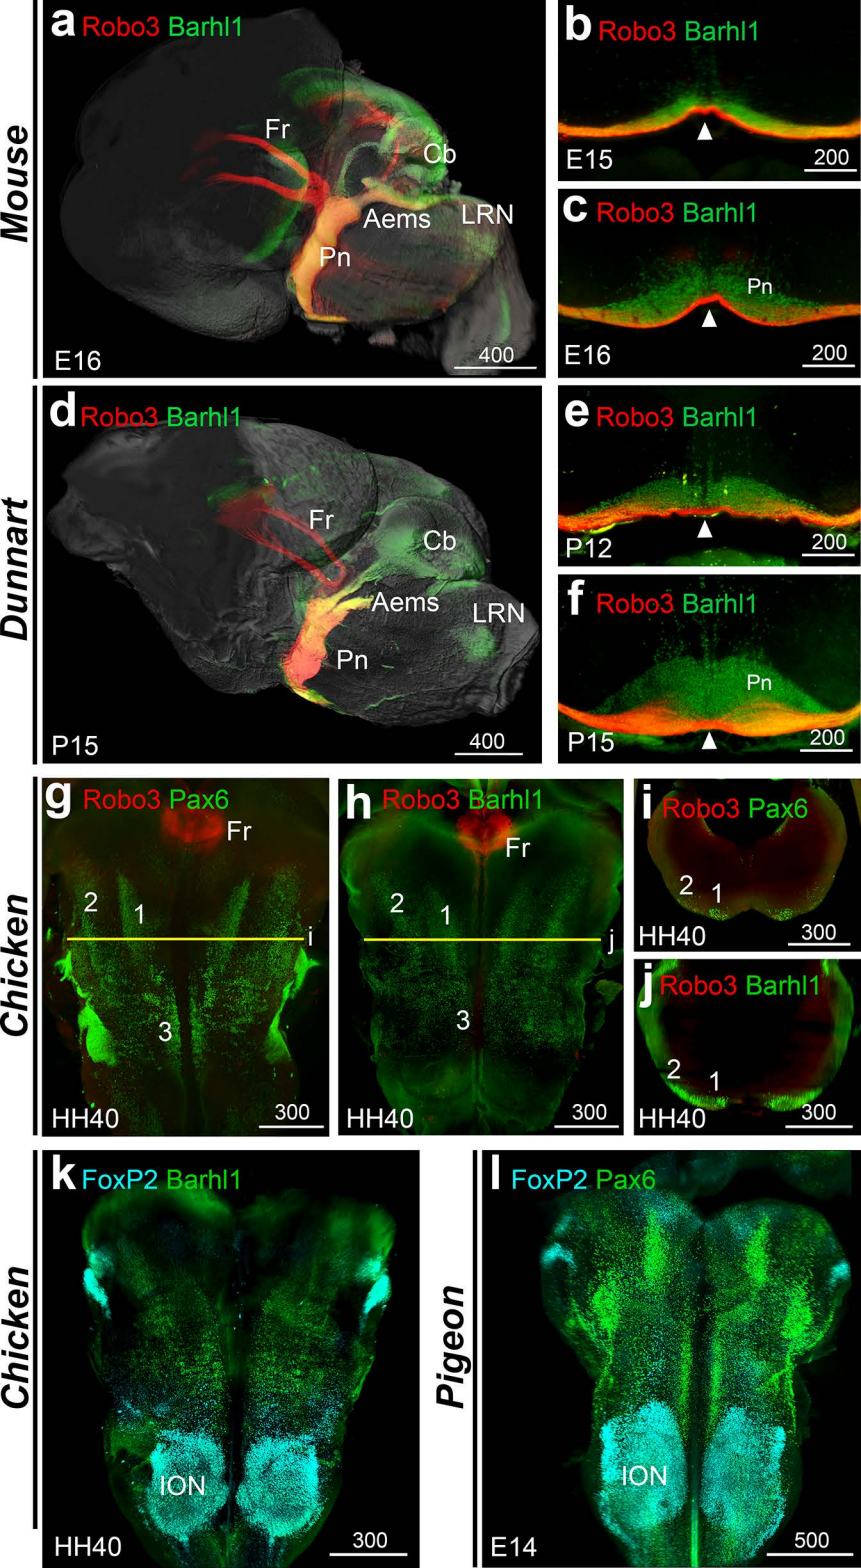 Mouse
a Robo3 Barhl1
Fr
Cb
Aems
LRN
Pn
E16
400
b Robo3 Barhl1
E15
200
c Robo3 Barhl1
Pn
E16
200
Dunnart
d Robo3 Barhl1
Fr
Cb
Aems
LRN
Pn
P15
400
e Robo3 Barhl1
P12
200
f Robo3 Barhl1
Pn
P15
200
Chicken
g Robo3 Pax6
Fr
2
1
i
3
HH40
300
h Robo3 Barhl1
Fr
2
1
j
3
HH40
300
i Robo3 Pax6
2
1
HH40
300
j Robo3 Barhl1
2
1
HH40
300
Chicken
k FoxP2 Barhl1
ION
HH40
300
Pigeon
l FoxP2 Pax6
ION
E14
500